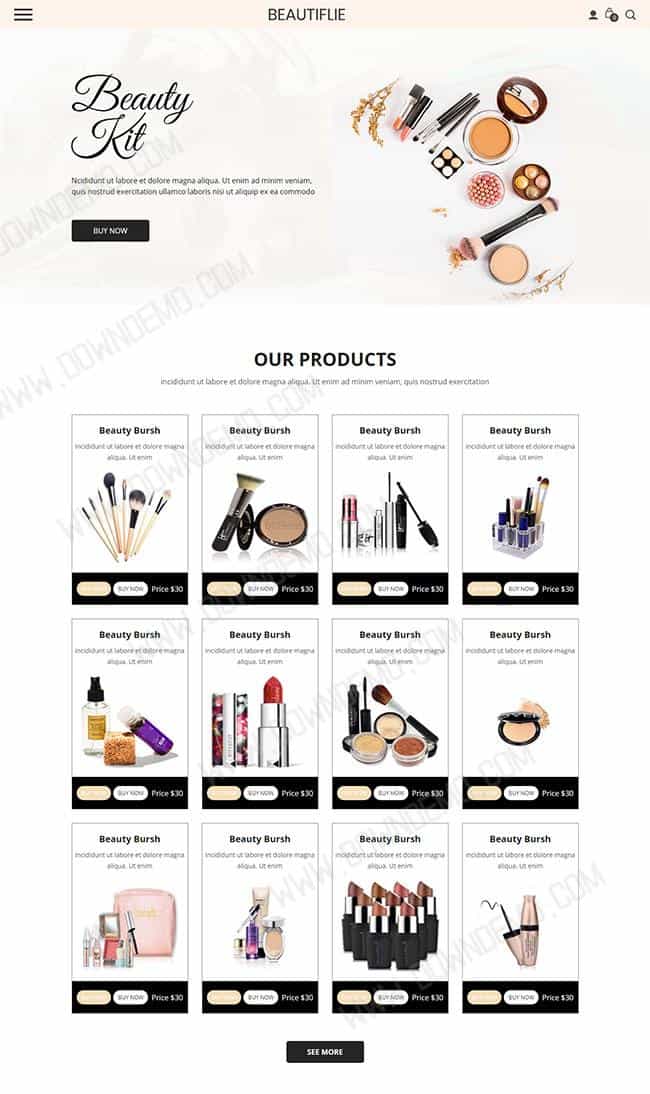 BEAUTIFLIE
0
Beauty
Kit
Ncididunt ut labore et dolore magna aliqua. Ut enim ad minim veniam,
quis nostrud exercitation ullamco laboris nisi ut aliquip ex ea commodo
BUY NOW
WWW.DOWNDEMO.COM
OUR PRODUCTS
incididunt ut labore et dolore magna aliqua. Ut enim ad minim veniam, quis nostrud exercitation
Beauty Bursh
incididunt ut labore et dolore magna
aliqua. Ut enim
BUY NOW Price $30
Beauty Bursh
incididunt ut labore et dolore magna
aliqua. Ut enim
BUY NOW Price $30
Beauty Bursh
incididunt ut labore et dolore magna
aliqua. Ut enim
BUY NOW Price $30
Beauty Bursh
incididunt ut labore et dolore magna
aliqua. Ut enim
BUY NOW Price $30
WWW.DOWNDEMO.COM
Beauty Bursh
incididunt ut labore et dolore magna
aliqua. Ut enim
BUY NOW Price $30
Beauty Bursh
incididunt ut labore et dolore magna
aliqua. Ut enim
BUY NOW Price $30
Beauty Bursh
incididunt ut labore et dolore magna
aliqua. Ut enim
BUY NOW Price $30
Beauty Bursh
incididunt ut labore et dolore magna
aliqua. Ut enim
BUY NOW Price $30
WWW.DOWNDEMO.COM
Beauty Bursh
incididunt ut labore et dolore magna
aliqua. Ut enim
BUY NOW Price $30
Beauty Bursh
incididunt ut labore et dolore magna
aliqua. Ut enim
BUY NOW Price $30
Beauty Bursh
incididunt ut labore et dolore magna
aliqua. Ut enim
BUY NOW Price $30
Beauty Bursh
incididunt ut labore et dolore magna
aliqua. Ut enim
BUY NOW Price $30
SEE MORE